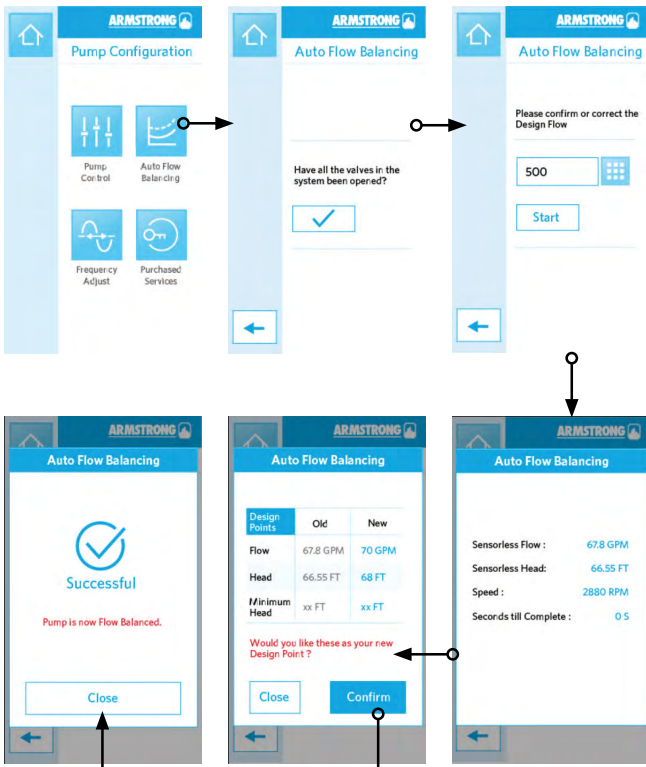 ARMSTRONG
Pump Configuration
Pump
Control
Auto Flow
Balancing
Frequency
Adjust
Purchased
Services
ARMSTRONG
Auto Flow Balancing
Have all the valves in the
system been opened?
ARMSTRONG
Auto Flow Balancing
Please confirm or correct the
Design Flow
500
Start
ARMSTRONG
Auto Flow Balancing
Successful
Pump is now Flow Balanced.
Close
ARMSTRONG
Auto Flow Balancing
Design
Points
Old
New
Flow
67.8 GPM
70 GPM
Head
66.55 FT
68 FT
Minimum
Head
xx FT
xx FT
Would you like these as your new
Design Point ?
Close
Confirm
ARMSTRONG
Auto Flow Balancing
Sensorless Flow :
67.8 GPM
Sensorless Head:
66.55 FT
Speed :
2880 RPM
Seconds till Complete :
0 S